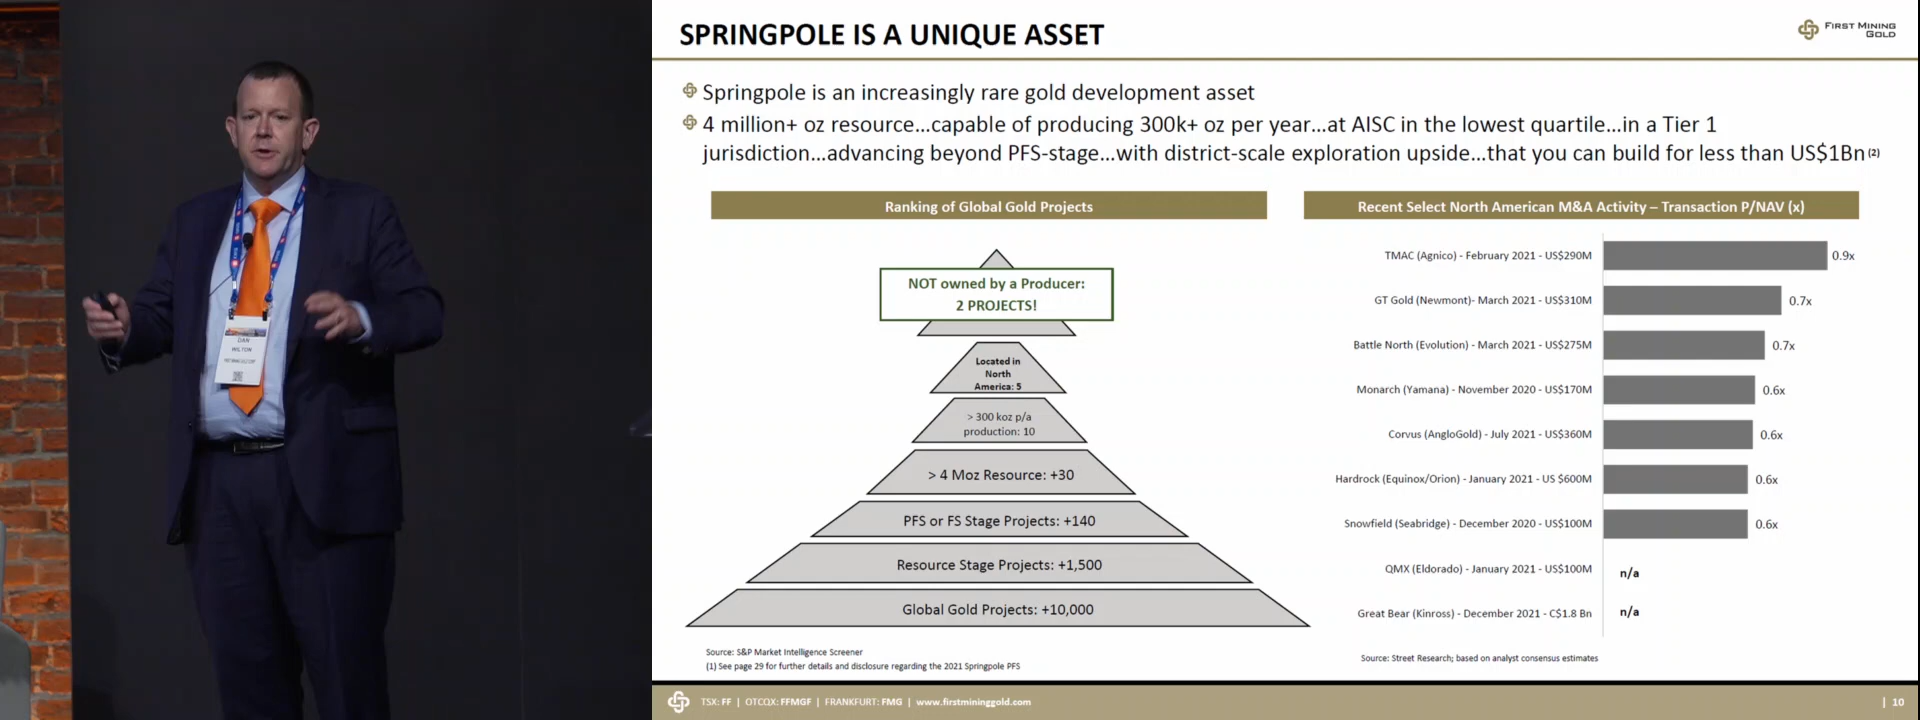 DAN
WILTON
SPRINGPOLE IS A UNIQUE ASSET
FIRST MINING
GOLD
Springpole is an increasingly rare gold development asset
4 million+ oz resource...capable of producing 300k+ oz per year...at AISC in the lowest quartile...in a Tier 1
jurisdiction...advancing beyond PFS-stage...with district-scale exploration upside...that you can build for less than US$1Bn (2)
Ranking of Global Gold Projects
NOT owned by a Producer:
2 PROJECTS!
Located in
North
America: 5
> 300 koz p/a
production: 10
> 4 Moz Resource: +30
PFS or FS Stage Projects: +140
Resource Stage Projects: +1,500
Global Gold Projects: +10,000
Source: S&P Market Intelligence Screener
(1) See page 29 for further details and disclosure regarding the 2021 Springpole PFS
Recent Select North American M&A Activity – Transaction P/NAV (x)
TMAC (Agnico) - February 2021 - US$290M 0.9x
GT Gold (Newmont)- March 2021 - US$310M 0.7x
Battle North (Evolution) - March 2021 - US$275M 0.7x
Monarch (Yamana) - November 2020 - US$170M 0.6x
Corvus (AngloGold) - July 2021 - US$360M 0.6x
Hardrock (Equinox/Orion) - January 2021 - US $600M 0.6x
Snowfield (Seabridge) - December 2020 - US$100M 0.6x
QMX (Eldorado) - January 2021 - US$100M n/a
Great Bear (Kinross) - December 2021 - C$1.8 Bn n/a
Source: Street Research; based on analyst consensus estimates
TSX: FF | OTCQX: FFMGF | FRANKFURT: FMG | www.firstmininggold.com
| 10